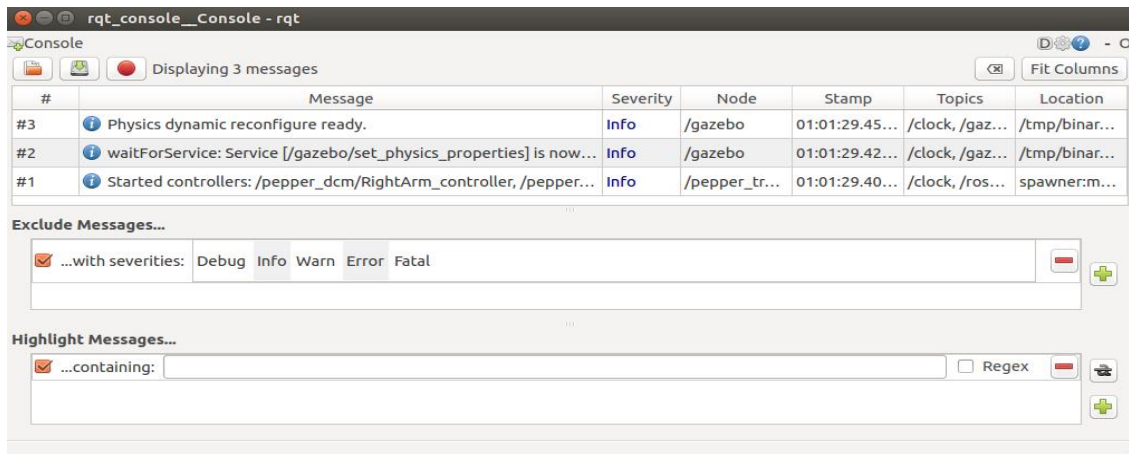 rqt_console__Console - rqt
Console D ? - O
Displaying 3 messages Fit Columns
# Message Severity Node Stamp Topics Location
#3 Physics dynamic reconfigure ready. Info /gazebo 01:01:29.45... /clock, /gaz... /tmp/binar...
#2 waitForService: Service [/gazebo/set_physics_properties] is now... Info /gazebo 01:01:29.42... /clock, /gaz... /tmp/binar...
#1 Started controllers: /pepper_dcm/RightArm_controller, /pepper... Info /pepper_tr... 01:01:29.40... /clock, /ros... spawner:m...
Exclude Messages...
...with severities: Debug Info Warn Error Fatal
Highlight Messages...
...containing: Regex